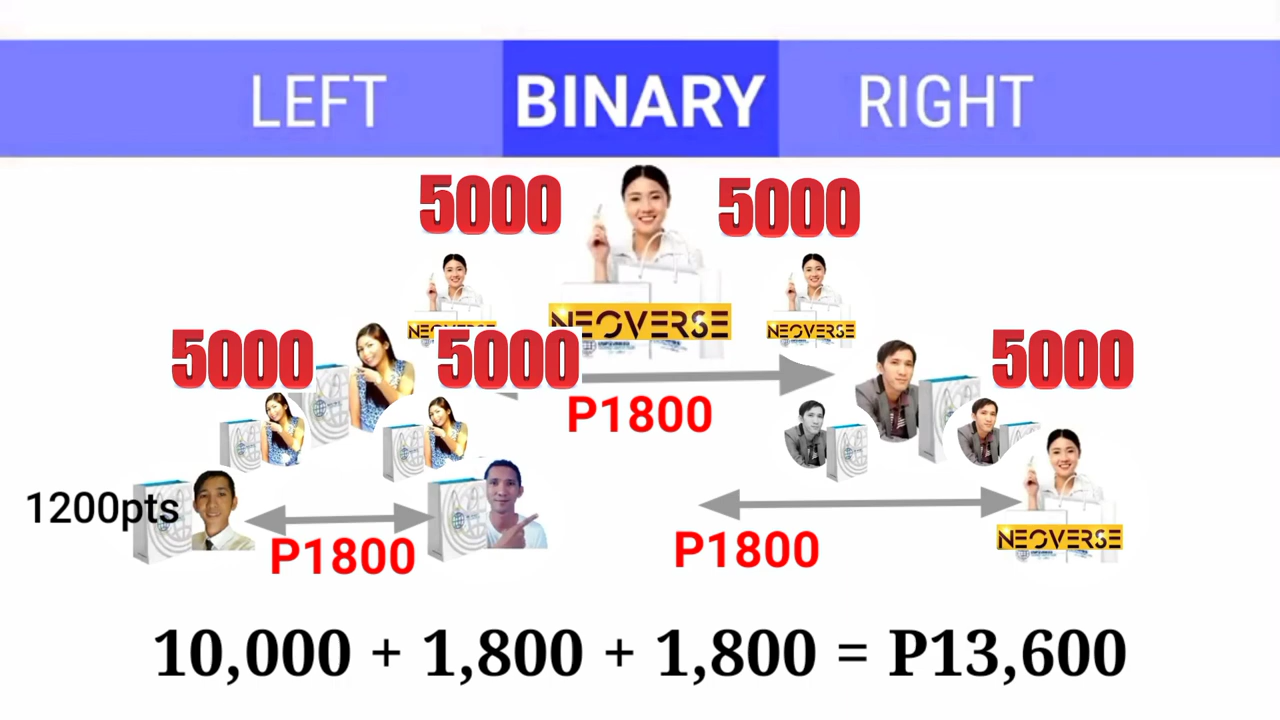 LEFT BINARY RIGHT
5000 5000
NEOVERSE NEOVERSE NEOVERSE
5000 5000 5000
P1800
1200pts
P1800 P1800
NEOVERSE
10,000 + 1,800 + 1,800 = P13,600